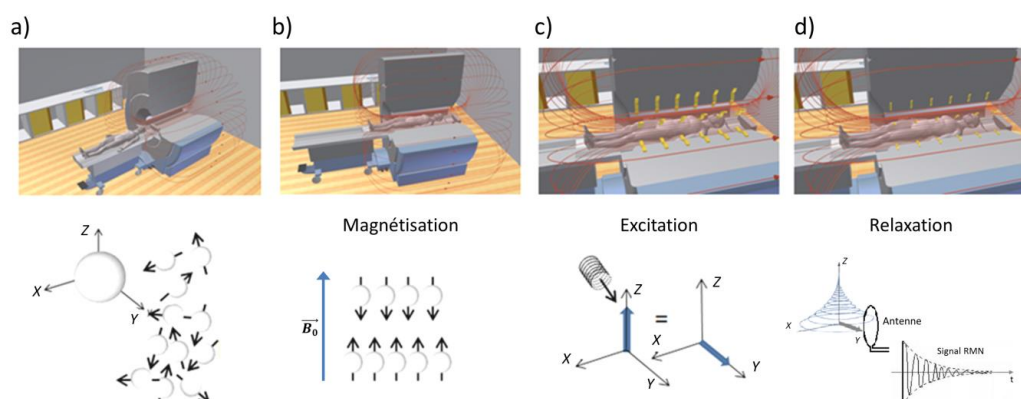 a)
b)
c)
d)
Magnétisation
Excitation
Relaxation
Z
X
Y
B₀
Z
X
Y
=
Z
X
Y
Z
X
Y
Antenne
Signal RMN
t